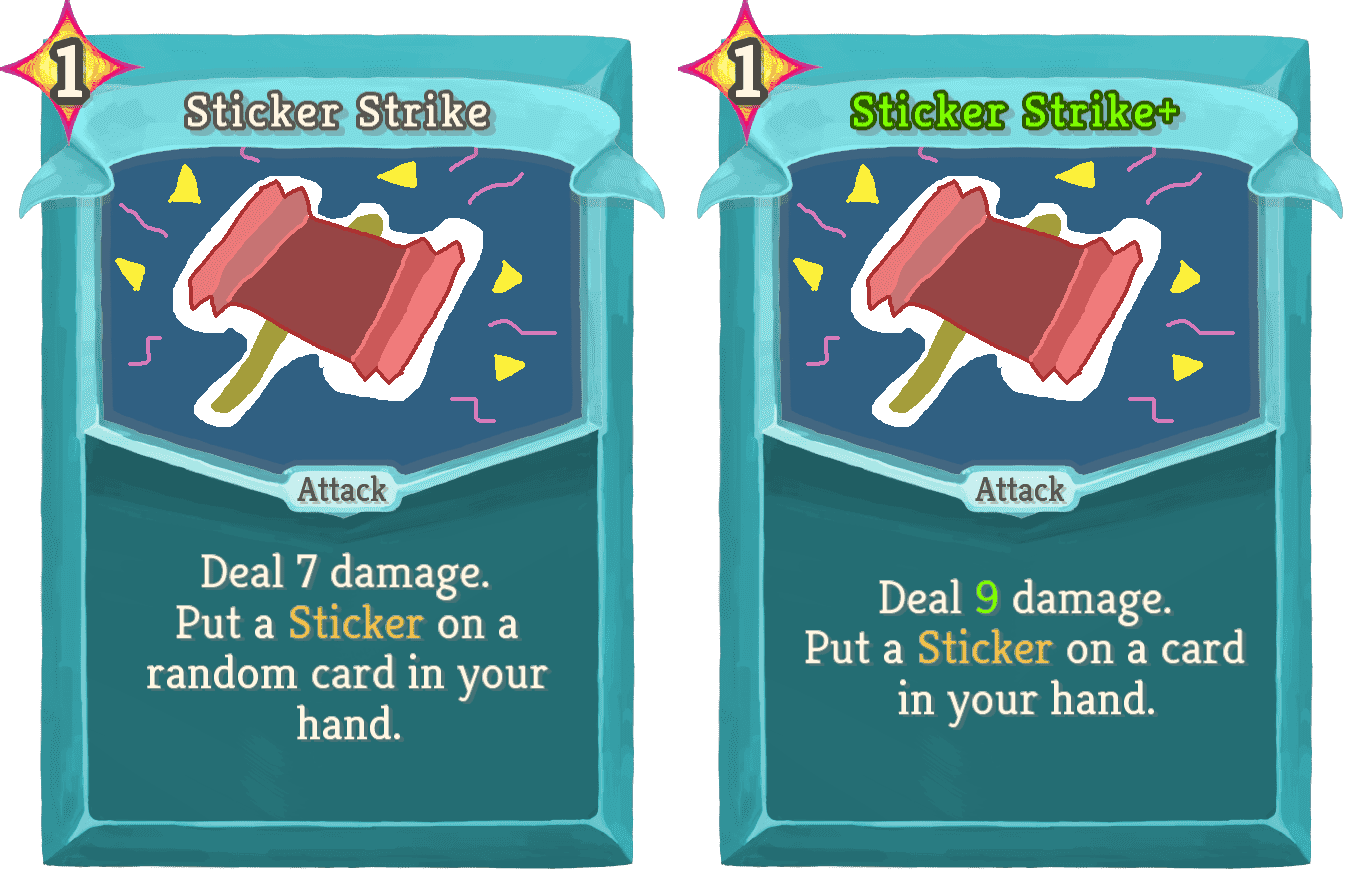 1
Sticker Strike
Attack
Deal 7 damage.
Put a Sticker on a
random card in your
hand.
1
Sticker Strike+
Attack
Deal 9 damage.
Put a Sticker on a card
in your hand.